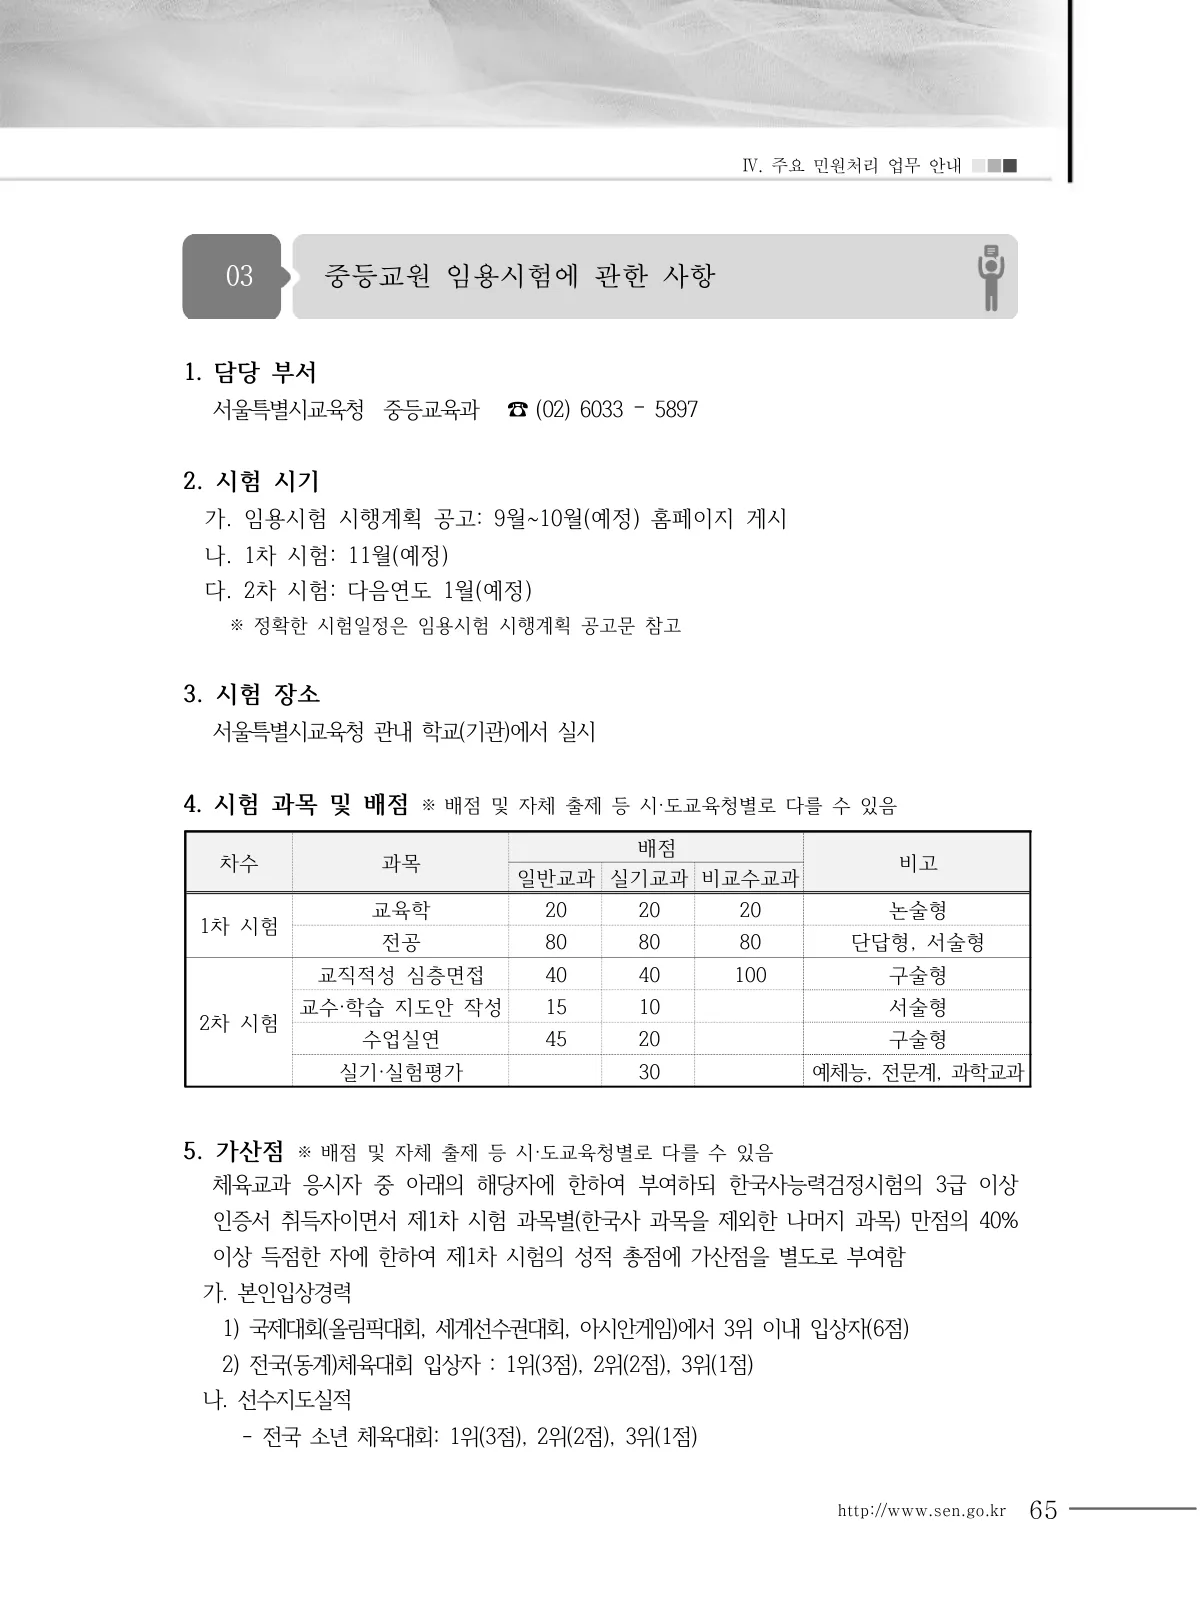 Ⅳ. 주요 민원처리 업무 안내
03 중등교원 임용시험에 관한 사항
1. 담당 부서
서울특별시교육청 중등교육과 ☎ (02) 6033 - 5897
2. 시험 시기
가. 임용시험 시행계획 공고: 9월~10월(예정) 홈페이지 게시
나. 1차 시험: 11월(예정)
다. 2차 시험: 다음연도 1월(예정)
※ 정확한 시험일정은 임용시험 시행계획 공고문 참고
3. 시험 장소
서울특별시교육청 관내 학교(기관)에서 실시
4. 시험 과목 및 배점 ※ 배점 및 자체 출제 등 시·도교육청별로 다를 수 있음
차수 과목 배점 비고
일반교과 실기교과 비교수교과
1차 시험 교육학 20 20 20 논술형
전공 80 80 80 단답형, 서술형
2차 시험 교직적성 심층면접 40 40 100 구술형
교수·학습 지도안 작성 15 10 서술형
수업실연 45 20 구술형
실기·실험평가 30 예체능, 전문계, 과학교과
5. 가산점 ※ 배점 및 자체 출제 등 시·도교육청별로 다를 수 있음
체육교과 응시자 중 아래의 해당자에 한하여 부여하되 한국사능력검정시험의 3급 이상
인증서 취득자이면서 제1차 시험 과목별(한국사 과목을 제외한 나머지 과목) 만점의 40%
이상 득점한 자에 한하여 제1차 시험의 성적 총점에 가산점을 별도로 부여함
가. 본인입상경력
1) 국제대회(올림픽대회, 세계선수권대회, 아시안게임)에서 3위 이내 입상자(6점)
2) 전국(동계)체육대회 입상자 : 1위(3점), 2위(2점), 3위(1점)
나. 선수지도실적
- 전국 소년 체육대회: 1위(3점), 2위(2점), 3위(1점)
http://www.sen.go.kr 65